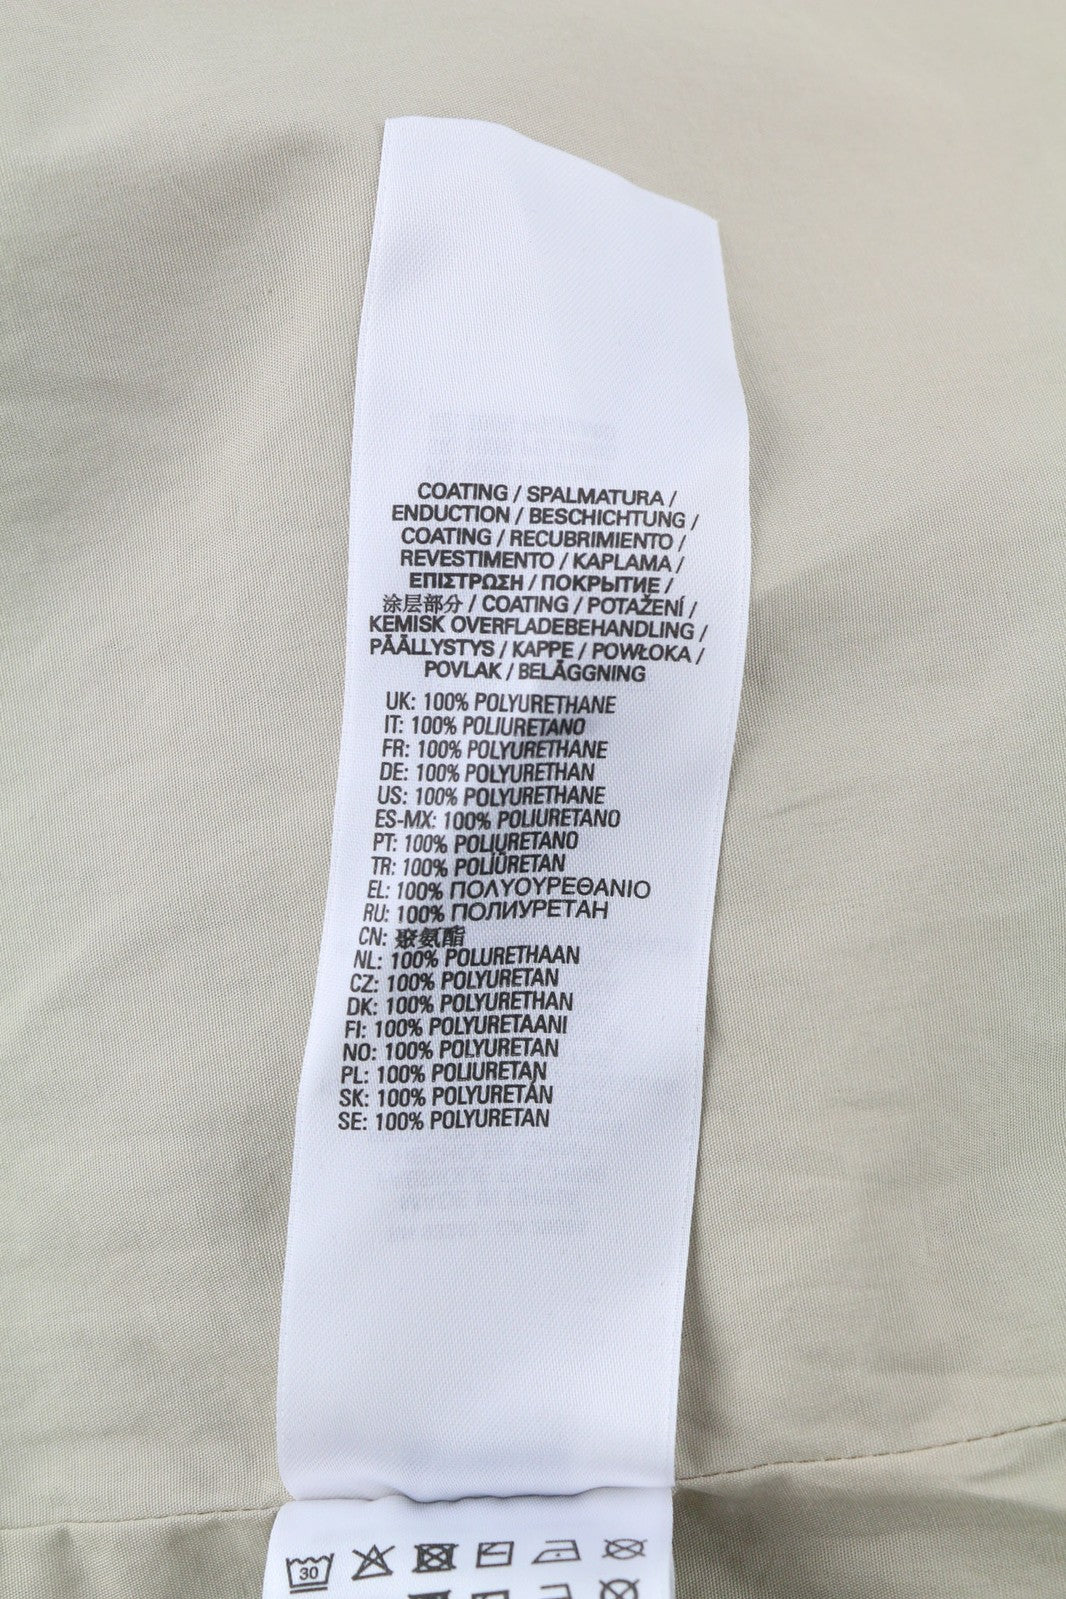 COATING / SPALMATURA /
ENDUCTION / BESCHICHTUNG /
COATING / RECUBRIMIENTO /
REVESTIMENTO / KAPLAMA /
ΕΠΙΣΤΡΩΣΗ / ПОКРЫТИЕ /
涂层部分 / COATING / POTAŽENÍ /
KEMISK OVERFLADEBEHANDLING /
PÄÄLLYSTYS / KAPPE / POWŁOKA /
POVLAK / BELÄGGNING
UK: 100% POLYURETHANE
IT: 100% POLIURETANO
FR: 100% POLYURETHANE
DE: 100% POLYURETHAN
US: 100% POLYURETHANE
ES-MX: 100% POLIURETANO
PT: 100% POLIURETANO
TR: 100% POLİÜRETAN
EL: 100% ΠΟΛΥΟΥΡΕΘΑΝΙΟ
RU: 100% ПОЛИУРЕТАН
CN: 聚氨酯
NL: 100% POLURETHAAN
CZ: 100% POLYURETAN
DK: 100% POLYURETHAN
FI: 100% POLYURETAANI
NO: 100% POLYURETAN
PL: 100% POLIURETAN
SK: 100% POLYURETÁN
SE: 100% POLYURETAN
30